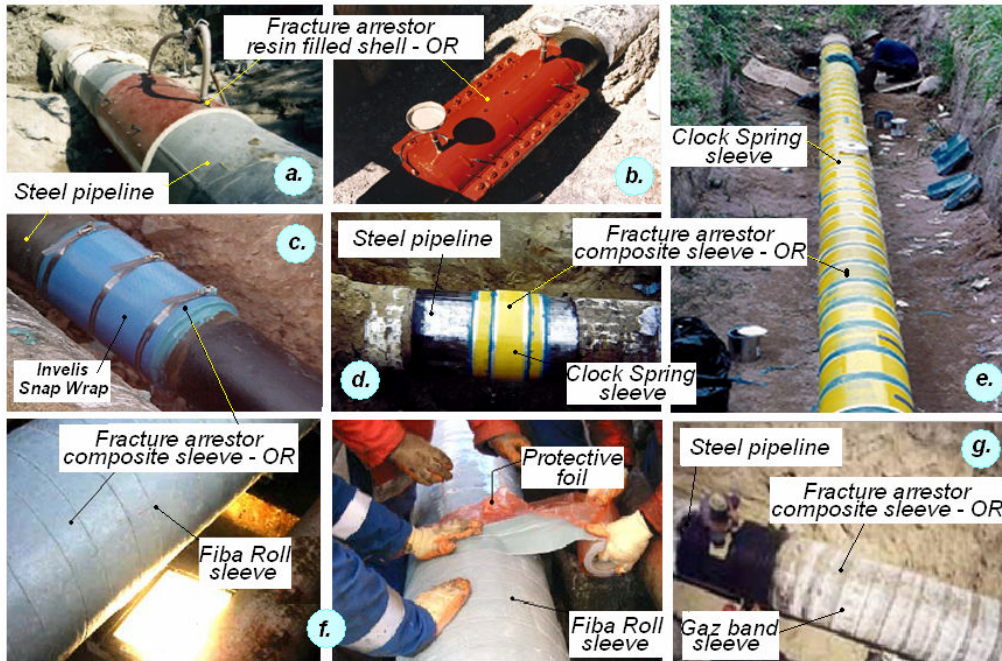 Fracture arrestor
resin filled shell - OR
a.
b.
Steel pipeline
Clock Spring
sleeve
e.
c.
Invelis
Snap Wrap
Steel pipeline
Fracture arrestor
composite sleeve - OR
d.
Clock Spring
sleeve
Fracture arrestor
composite sleeve - OR
Fiba Roll
sleeve
f.
Protective
foil
Fiba Roll
sleeve
Steel pipeline
g.
Fracture arrestor
composite sleeve - OR
Gaz band
sleeve